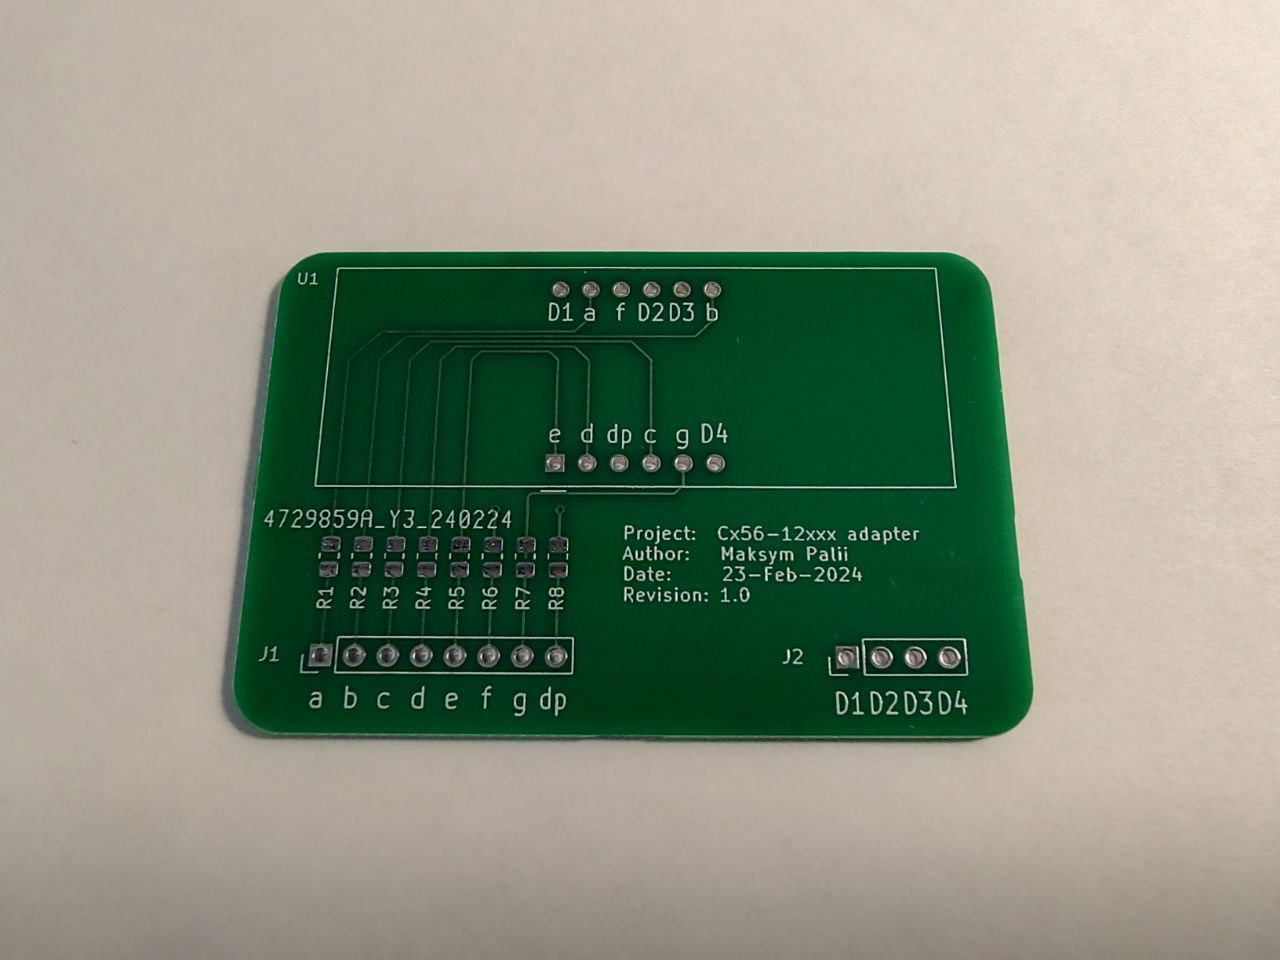 U1
D1 a f D2 D3 b
e d dp c g D4
4729859A_Y3_240224
Project: Cx56-12xxx adapter
Author: Maksym Palii
Date: 23-Feb-2024
Revision: 1.0
R1 R2 R3 R4 R5 R6 R7 R8
J1
J2
a b c d e f g dp
D1 D2 D3 D4